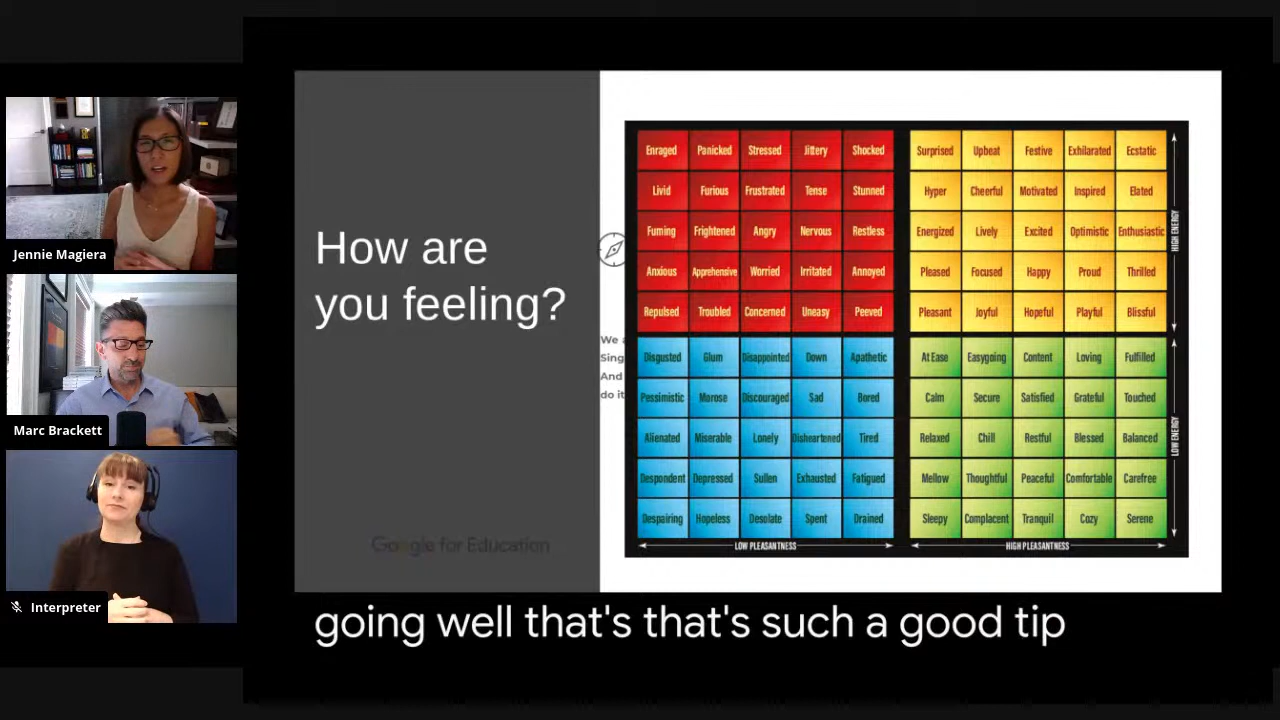 Jennie Magiera
Marc Brackett
Interpreter
How are
you feeling?
Google for Education
We a
Sing
And
do it
Enraged Panicked Stressed Jittery Shocked
Livid Furious Frustrated Tense Stunned
Fuming Frightened Angry Nervous Restless
Anxious Apprehensive Worried Irritated Annoyed
Repulsed Troubled Concerned Uneasy Peeved
Disgusted Glum Disappointed Down Apathetic
Pessimistic Morose Discouraged Sad Bored
Alienated Miserable Lonely Disheartened Tired
Despondent Depressed Sullen Exhausted Fatigued
Despairing Hopeless Desolate Spent Drained
LOW PLEASANTNESS
Surprised Upbeat Festive Exhilarated Ecstatic
Hyper Cheerful Motivated Inspired Elated
Energized Lively Excited Optimistic Enthusiastic
Pleased Focused Happy Proud Thrilled
Pleasant Joyful Hopeful Playful Blissful
At Ease Easygoing Content Loving Fulfilled
Calm Secure Satisfied Grateful Touched
Relaxed Chill Restful Blessed Balanced
Mellow Thoughtful Peaceful Comfortable Carefree
Sleepy Complacent Tranquil Cozy Serene
HIGH PLEASANTNESS
HIGH ENERGY
LOW ENERGY
going well that's that's such a good tip